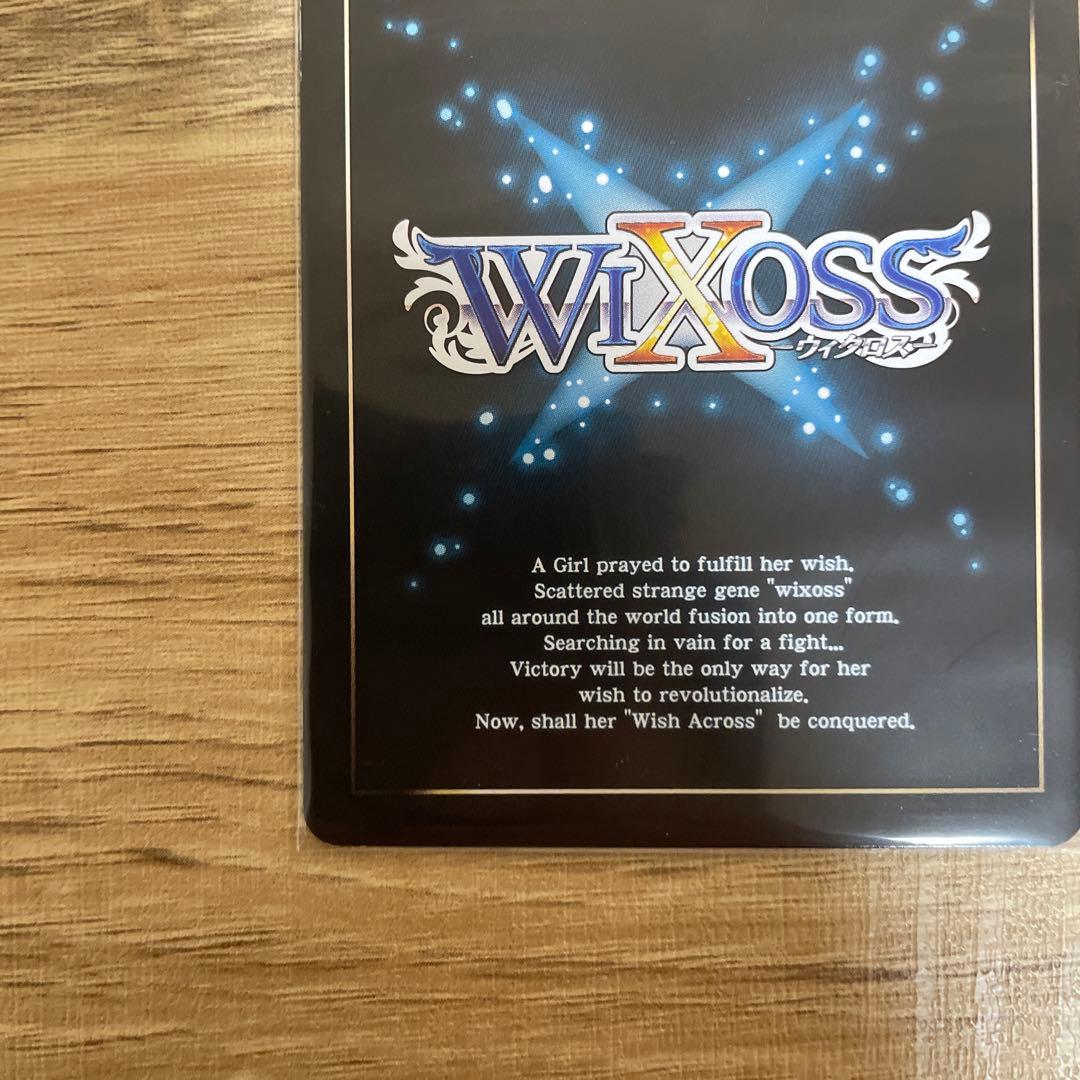 WIXOSS
—ウィクロス—
A Girl prayed to fulfill her wish.
Scattered strange gene "wixoss"
all around the world fusion into one form.
Searching in vain for a fight...
Victory will be the only way for her
wish to revolutionalize.
Now, shall her "Wish Across" be conquered.